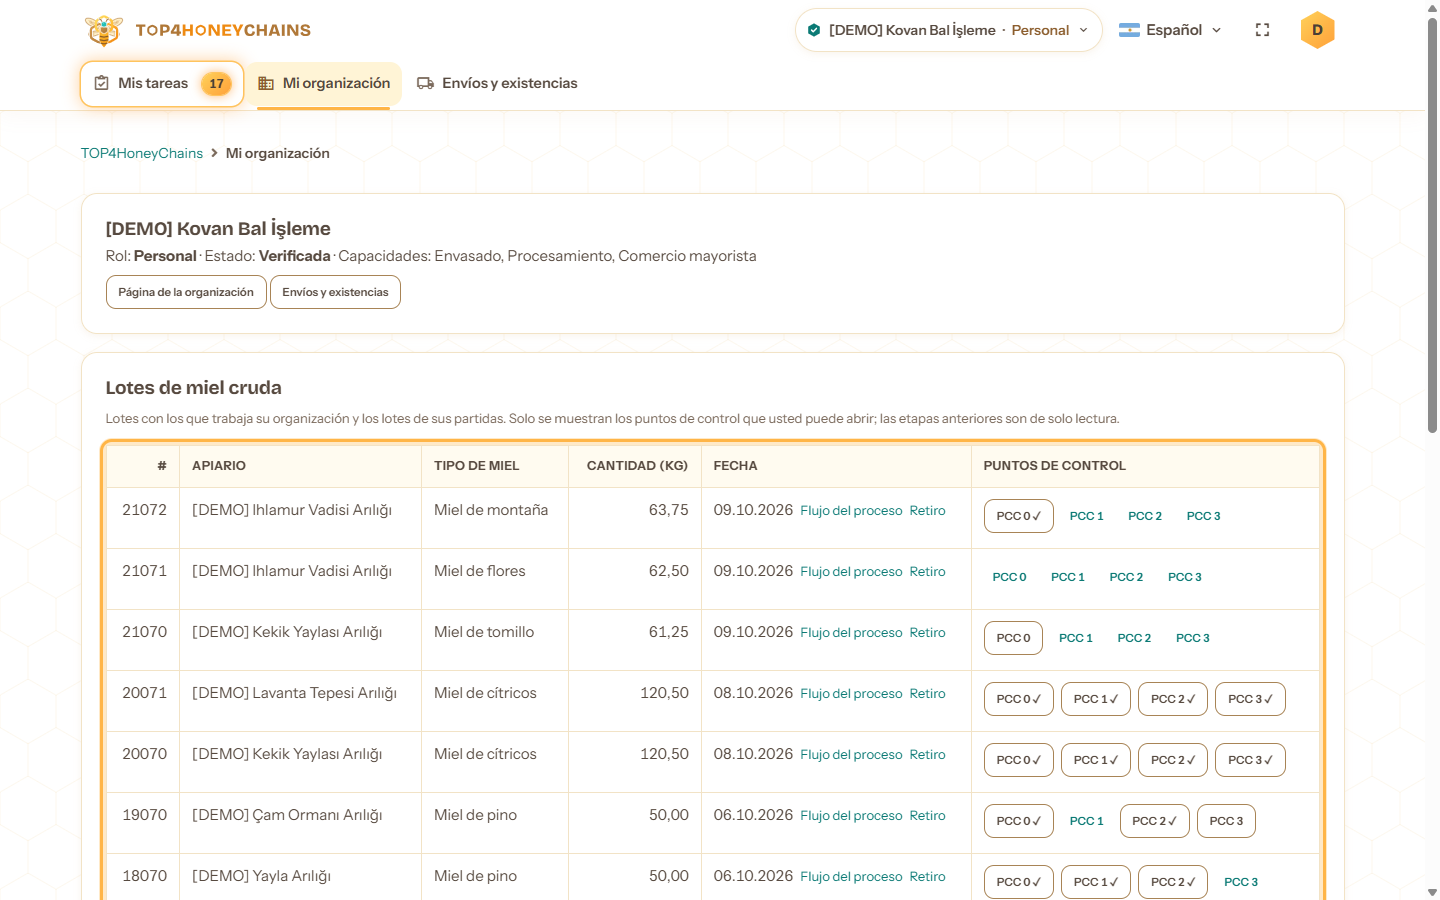 TOP4HONEYCHAINS
[DEMO] Kovan Bal İşleme · Personal
Español
D
Mis tareas 17
Mi organización
Envíos y existencias
TOP4HoneyChains > Mi organización
[DEMO] Kovan Bal İşleme
Rol: Personal · Estado: Verificada · Capacidades: Envasado, Procesamiento, Comercio mayorista
Página de la organización
Envíos y existencias
Lotes de miel cruda
Lotes con los que trabaja su organización y los lotes de sus partidas. Solo se muestran los puntos de control que usted puede abrir; las etapas anteriores son de solo lectura.
# APIARIO TIPO DE MIEL CANTIDAD (KG) FECHA PUNTOS DE CONTROL
21072 [DEMO] Ihlamur Vadisi Arılığı Miel de montaña 63,75 09.10.2026 Flujo del proceso Retiro PCC 0 ✓ PCC 1 PCC 2 PCC 3
21071 [DEMO] Ihlamur Vadisi Arılığı Miel de flores 62,50 09.10.2026 Flujo del proceso Retiro PCC 0 PCC 1 PCC 2 PCC 3
21070 [DEMO] Kekik Yaylası Arılığı Miel de tomillo 61,25 09.10.2026 Flujo del proceso Retiro PCC 0 PCC 1 PCC 2 PCC 3
20071 [DEMO] Lavanta Tepesi Arılığı Miel de cítricos 120,50 08.10.2026 Flujo del proceso Retiro PCC 0 ✓ PCC 1 ✓ PCC 2 ✓ PCC 3 ✓
20070 [DEMO] Kekik Yaylası Arılığı Miel de cítricos 120,50 08.10.2026 Flujo del proceso Retiro PCC 0 ✓ PCC 1 ✓ PCC 2 ✓ PCC 3 ✓
19070 [DEMO] Çam Ormanı Arılığı Miel de pino 50,00 06.10.2026 Flujo del proceso Retiro PCC 0 ✓ PCC 1 PCC 2 ✓ PCC 3
18070 [DEMO] Yayla Arılığı Miel de pino 50,00 06.10.2026 Flujo del proceso Retiro PCC 0 ✓ PCC 1 ✓ PCC 2 ✓ PCC 3